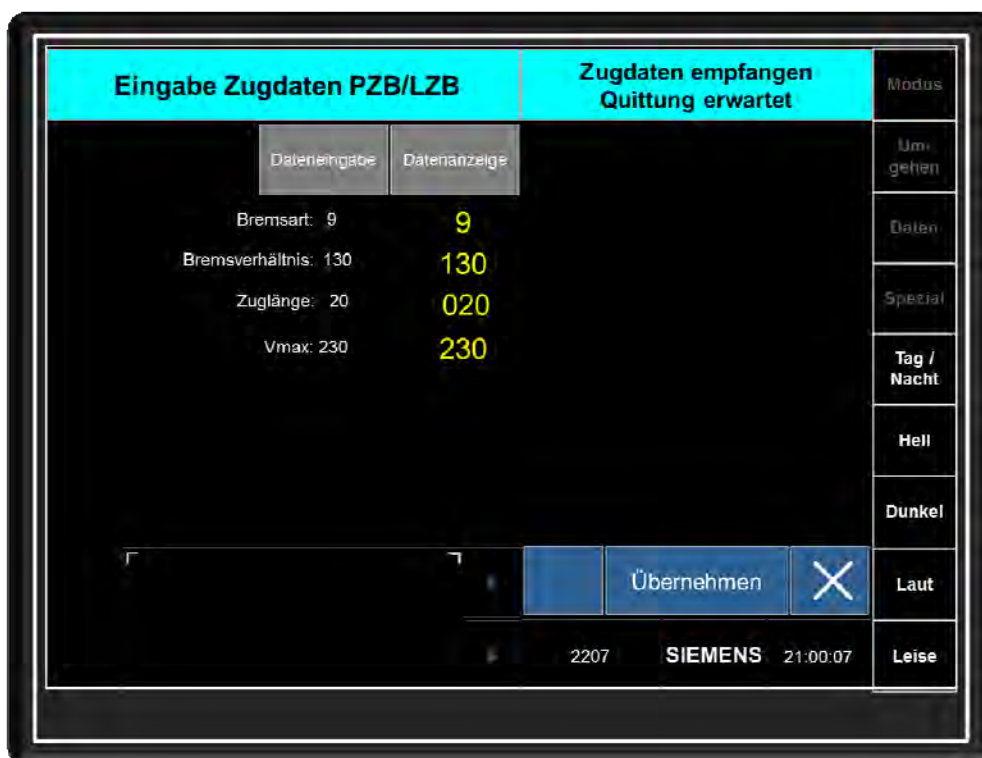 Eingabe Zugdaten PZB/LZB
Zugdaten empfangen
Quittung erwartet
Modus
Um-
gehen
Daten
Spezial
Tag /
Nacht
Hell
Dunkel
Laut
Leise
Dateneingabe Datenanzeige
Bremsart: 9 9
Bremsverhältnis: 130 130
Zuglänge: 20 020
Vmax: 230 230
Übernehmen
2207 SIEMENS 21:00:07